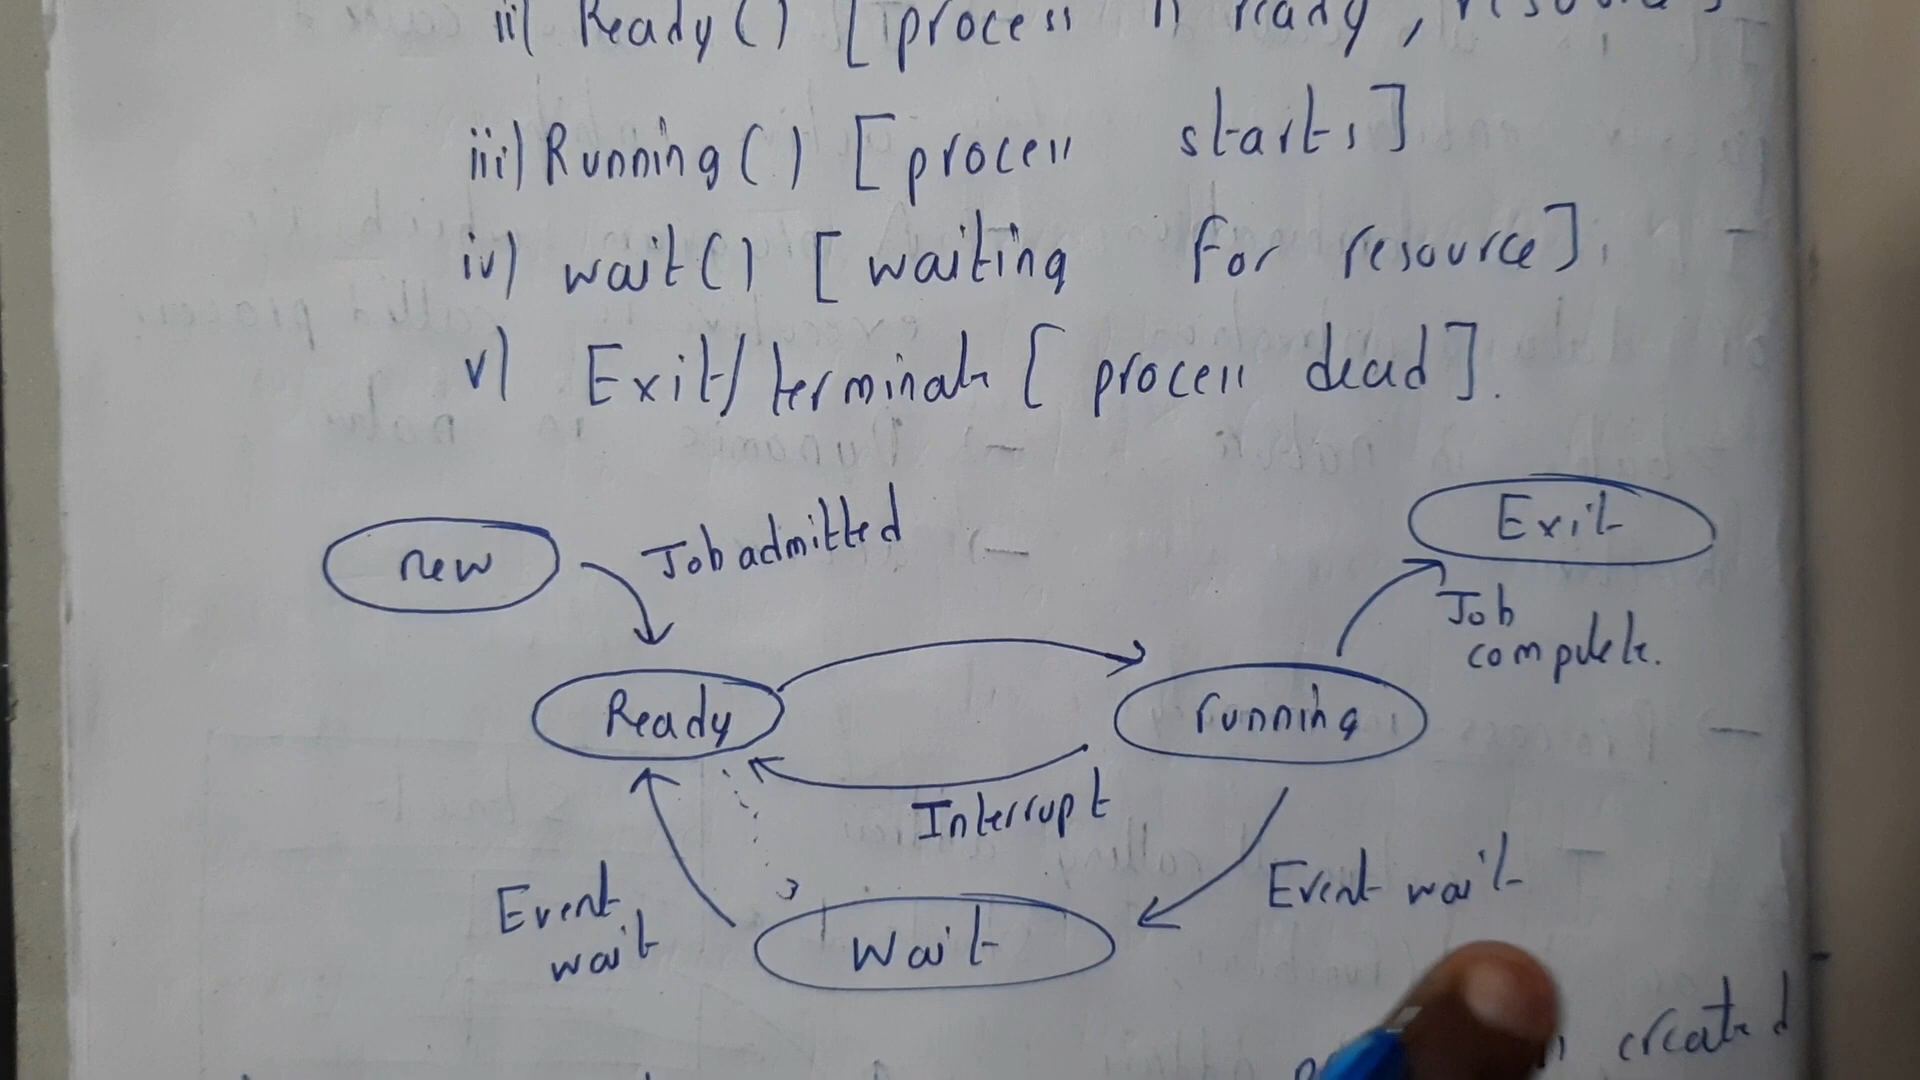 ii) Ready() [process
iii) Running() [process starts]
iv) wait() [waiting for resource].
v) Exit/terminate [process dead].
new
Job admitted
Exit
Job
complete.
Ready
running
Interrupt
Event
wait
Event wait
Wait
created